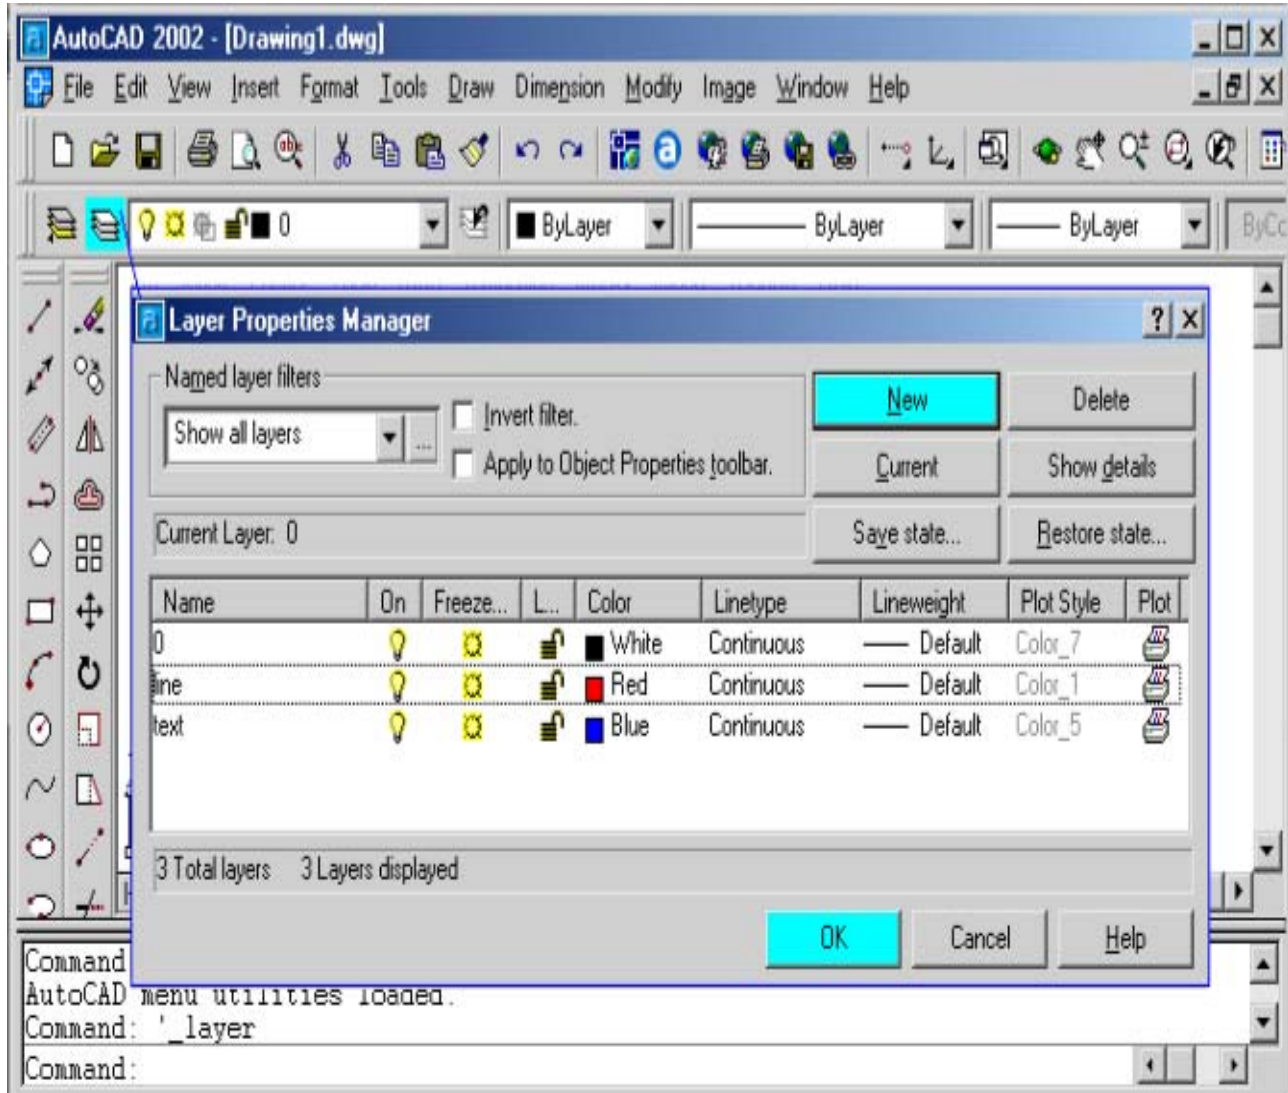 AutoCAD 2002 - [Drawing1.dwg]
File Edit View Insert Format Tools Draw Dimension Modify Image Window Help
0 ByLayer ByLayer ByLayer
Layer Properties Manager
Named layer filters
Show all layers ...
Invert filter.
Apply to Object Properties toolbar.
New Delete
Current Show details
Current Layer: 0
Save state... Restore state...
Name On Freeze... L... Color Linetype Lineweight Plot Style Plot
0 White Continuous Default Color_7
line Red Continuous Default Color_1
text Blue Continuous Default Color_5
3 Total layers 3 Layers displayed
OK Cancel Help
Command
AutoCAD menu utilities loaded.
Command: '_layer
Command: